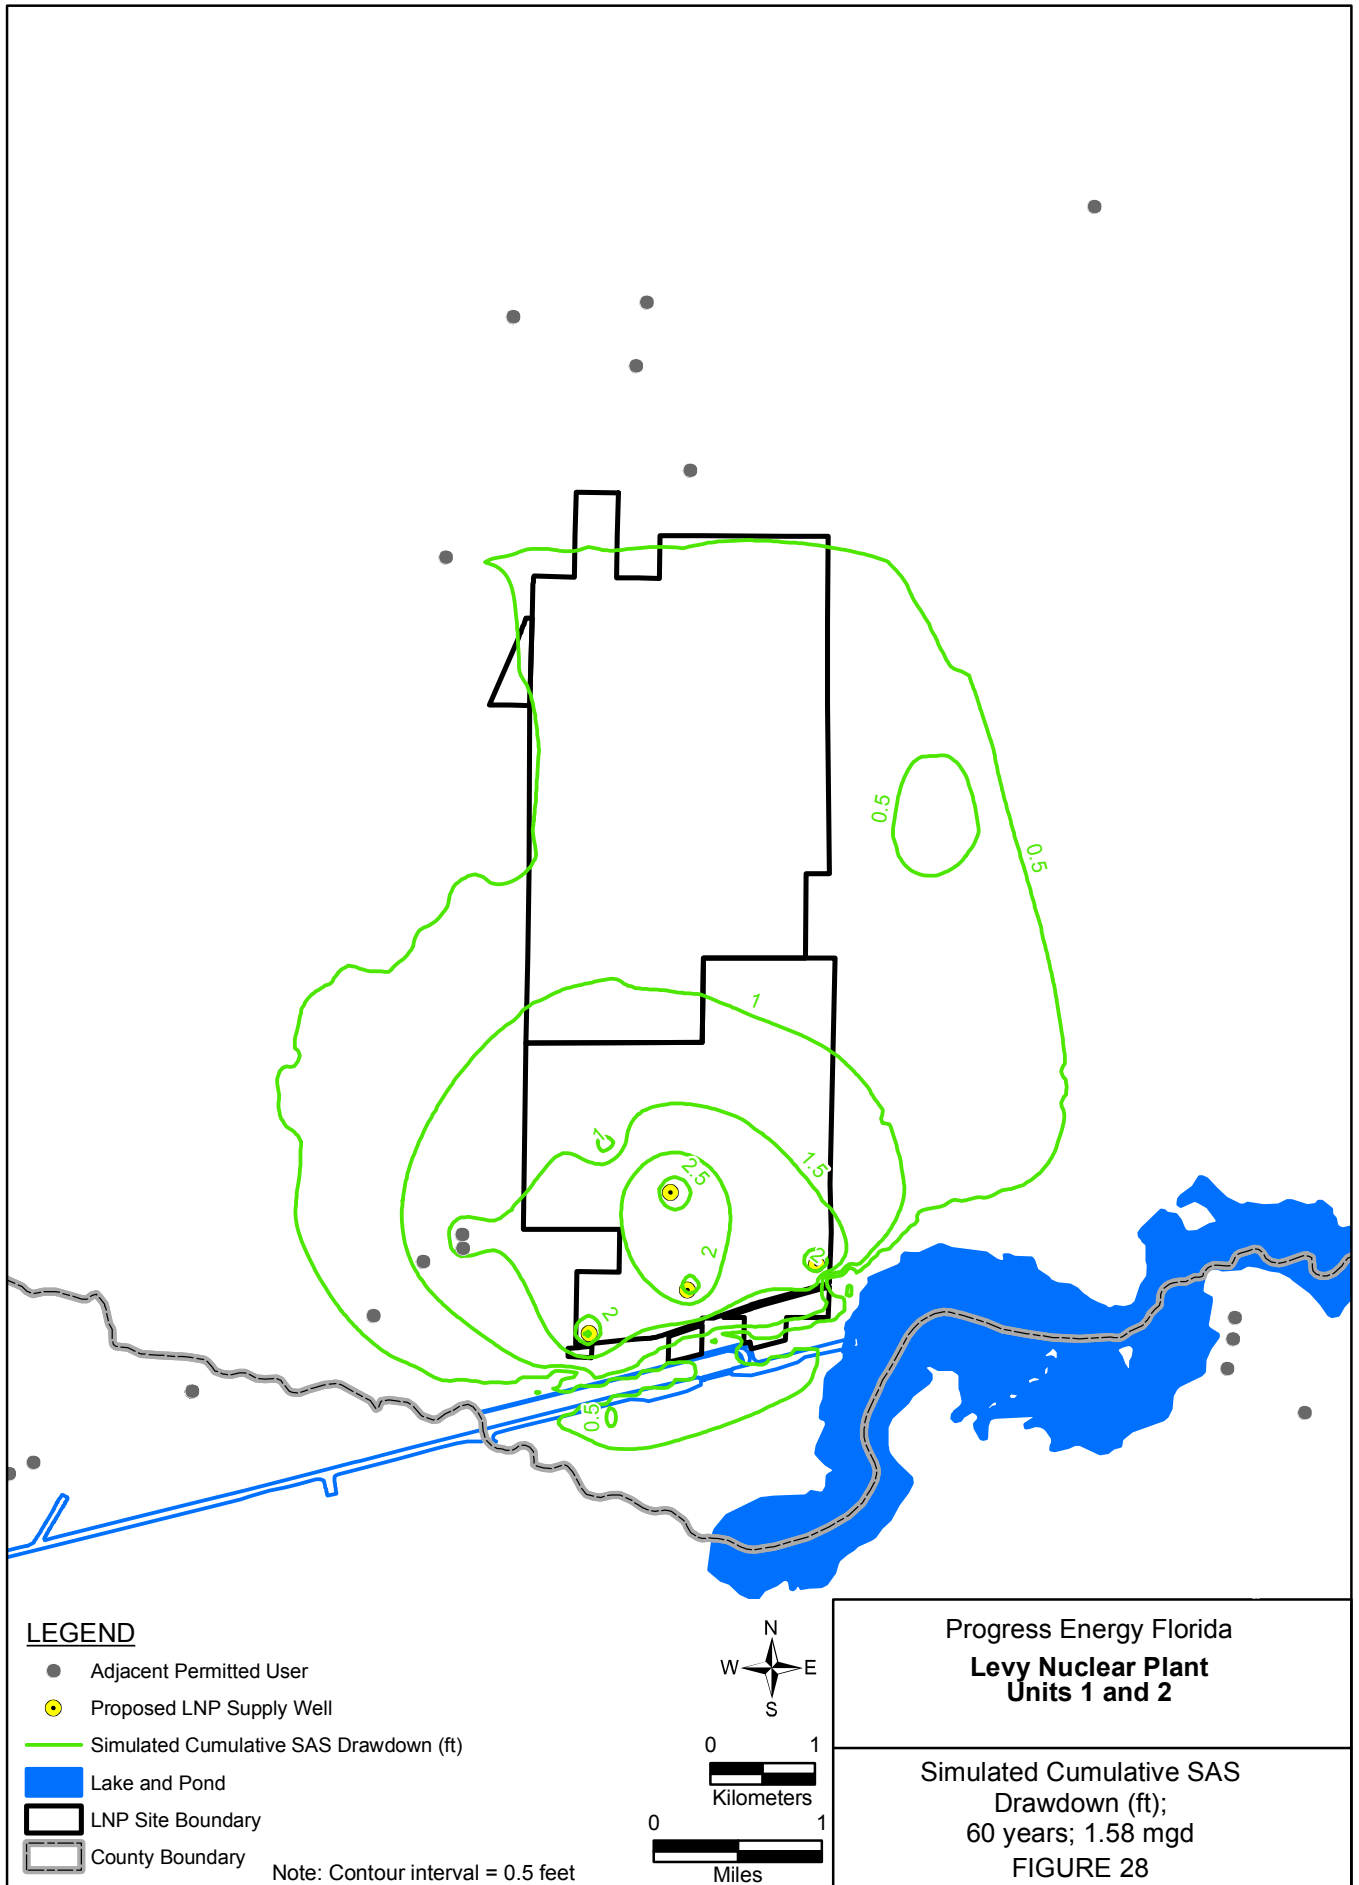 0.5
0.5
1
1
1.5
2.5
2
2
2
0.5
LEGEND
Adjacent Permitted User
Proposed LNP Supply Well
Simulated Cumulative SAS Drawdown (ft)
Lake and Pond
LNP Site Boundary
County Boundary
Note: Contour interval = 0.5 feet
N
W E
S
0 1
Kilometers
0 1
Miles
Progress Energy Florida
Levy Nuclear Plant
Units 1 and 2
Simulated Cumulative SAS
Drawdown (ft);
60 years; 1.58 mgd
FIGURE 28